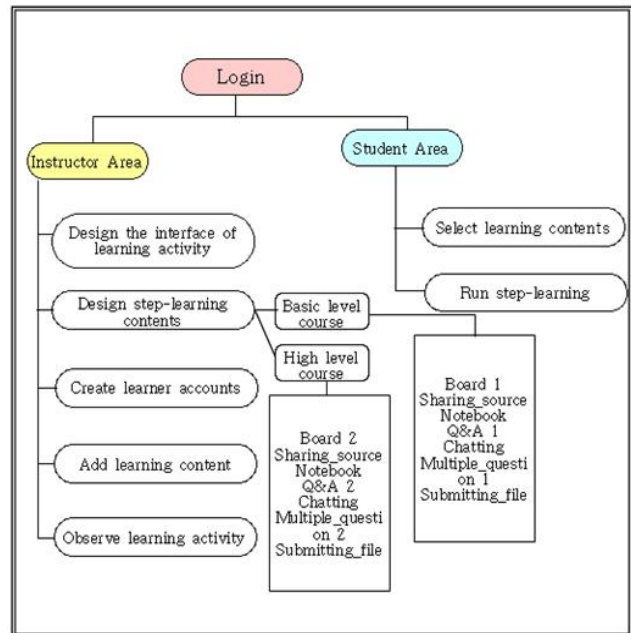 Login
Instructor Area
Student Area
Design the interface of
learning activity
Select learning contents
Design step-learning
contents
Basic level
course
Run step-learning
High level
course
Create learner accounts
Add learning content
Observe learning activity
Board 2
Sharing_source
Notebook
Q&A 2
Chatting
Multiple_questi
on 2
Submitting_file
Board 1
Sharing_source
Notebook
Q&A 1
Chatting
Multiple_questi
on 1
Submitting_file